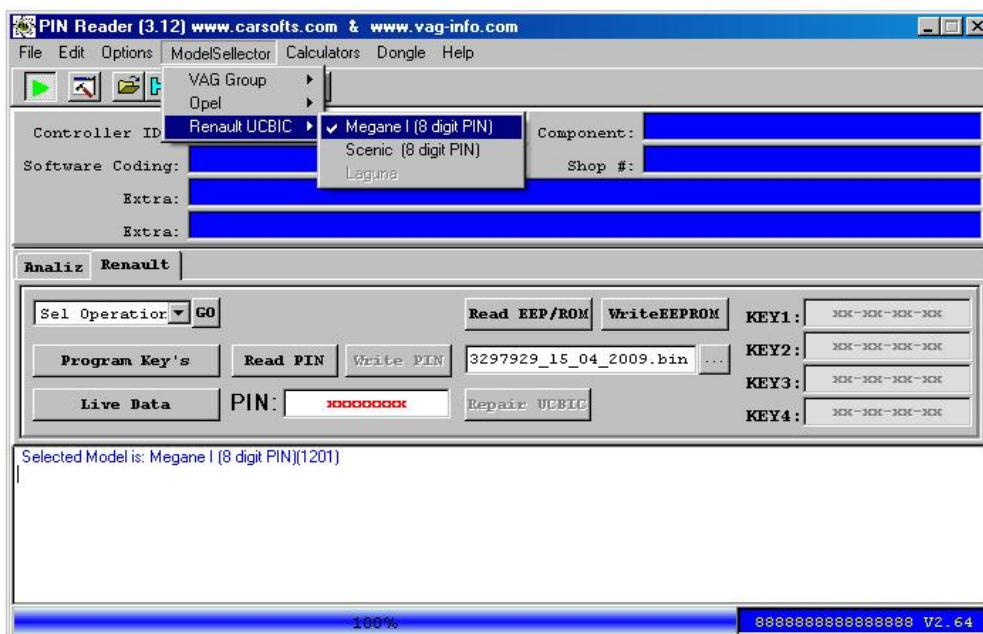 PIN Reader (3.12) www.carsofts.com & www.vag-info.com
File Edit Options ModelSellector Calculators Dongle Help
VAG Group
Opel
Renault UCBIC
Megane I (8 digit PIN)
Scenic (8 digit PIN)
Laguna
Controller ID
Component:
Software Coding:
Shop #:
Extra:
Extra:
Analiz Renault
Sel Operation GO
Read EEP/ROM WriteEEPROM
KEY1: XX-XX-XX-XX
Program Key's Read PIN Write PIN 3297929_15_04_2009.bin ...
KEY2: XX-XX-XX-XX
KEY3: XX-XX-XX-XX
Live Data PIN: XXXXXXXX Repair UCBIC
KEY4: XX-XX-XX-XX
Selected Model is: Megane I (8 digit PIN)(1201)
100%
8888888888888888 V2.64